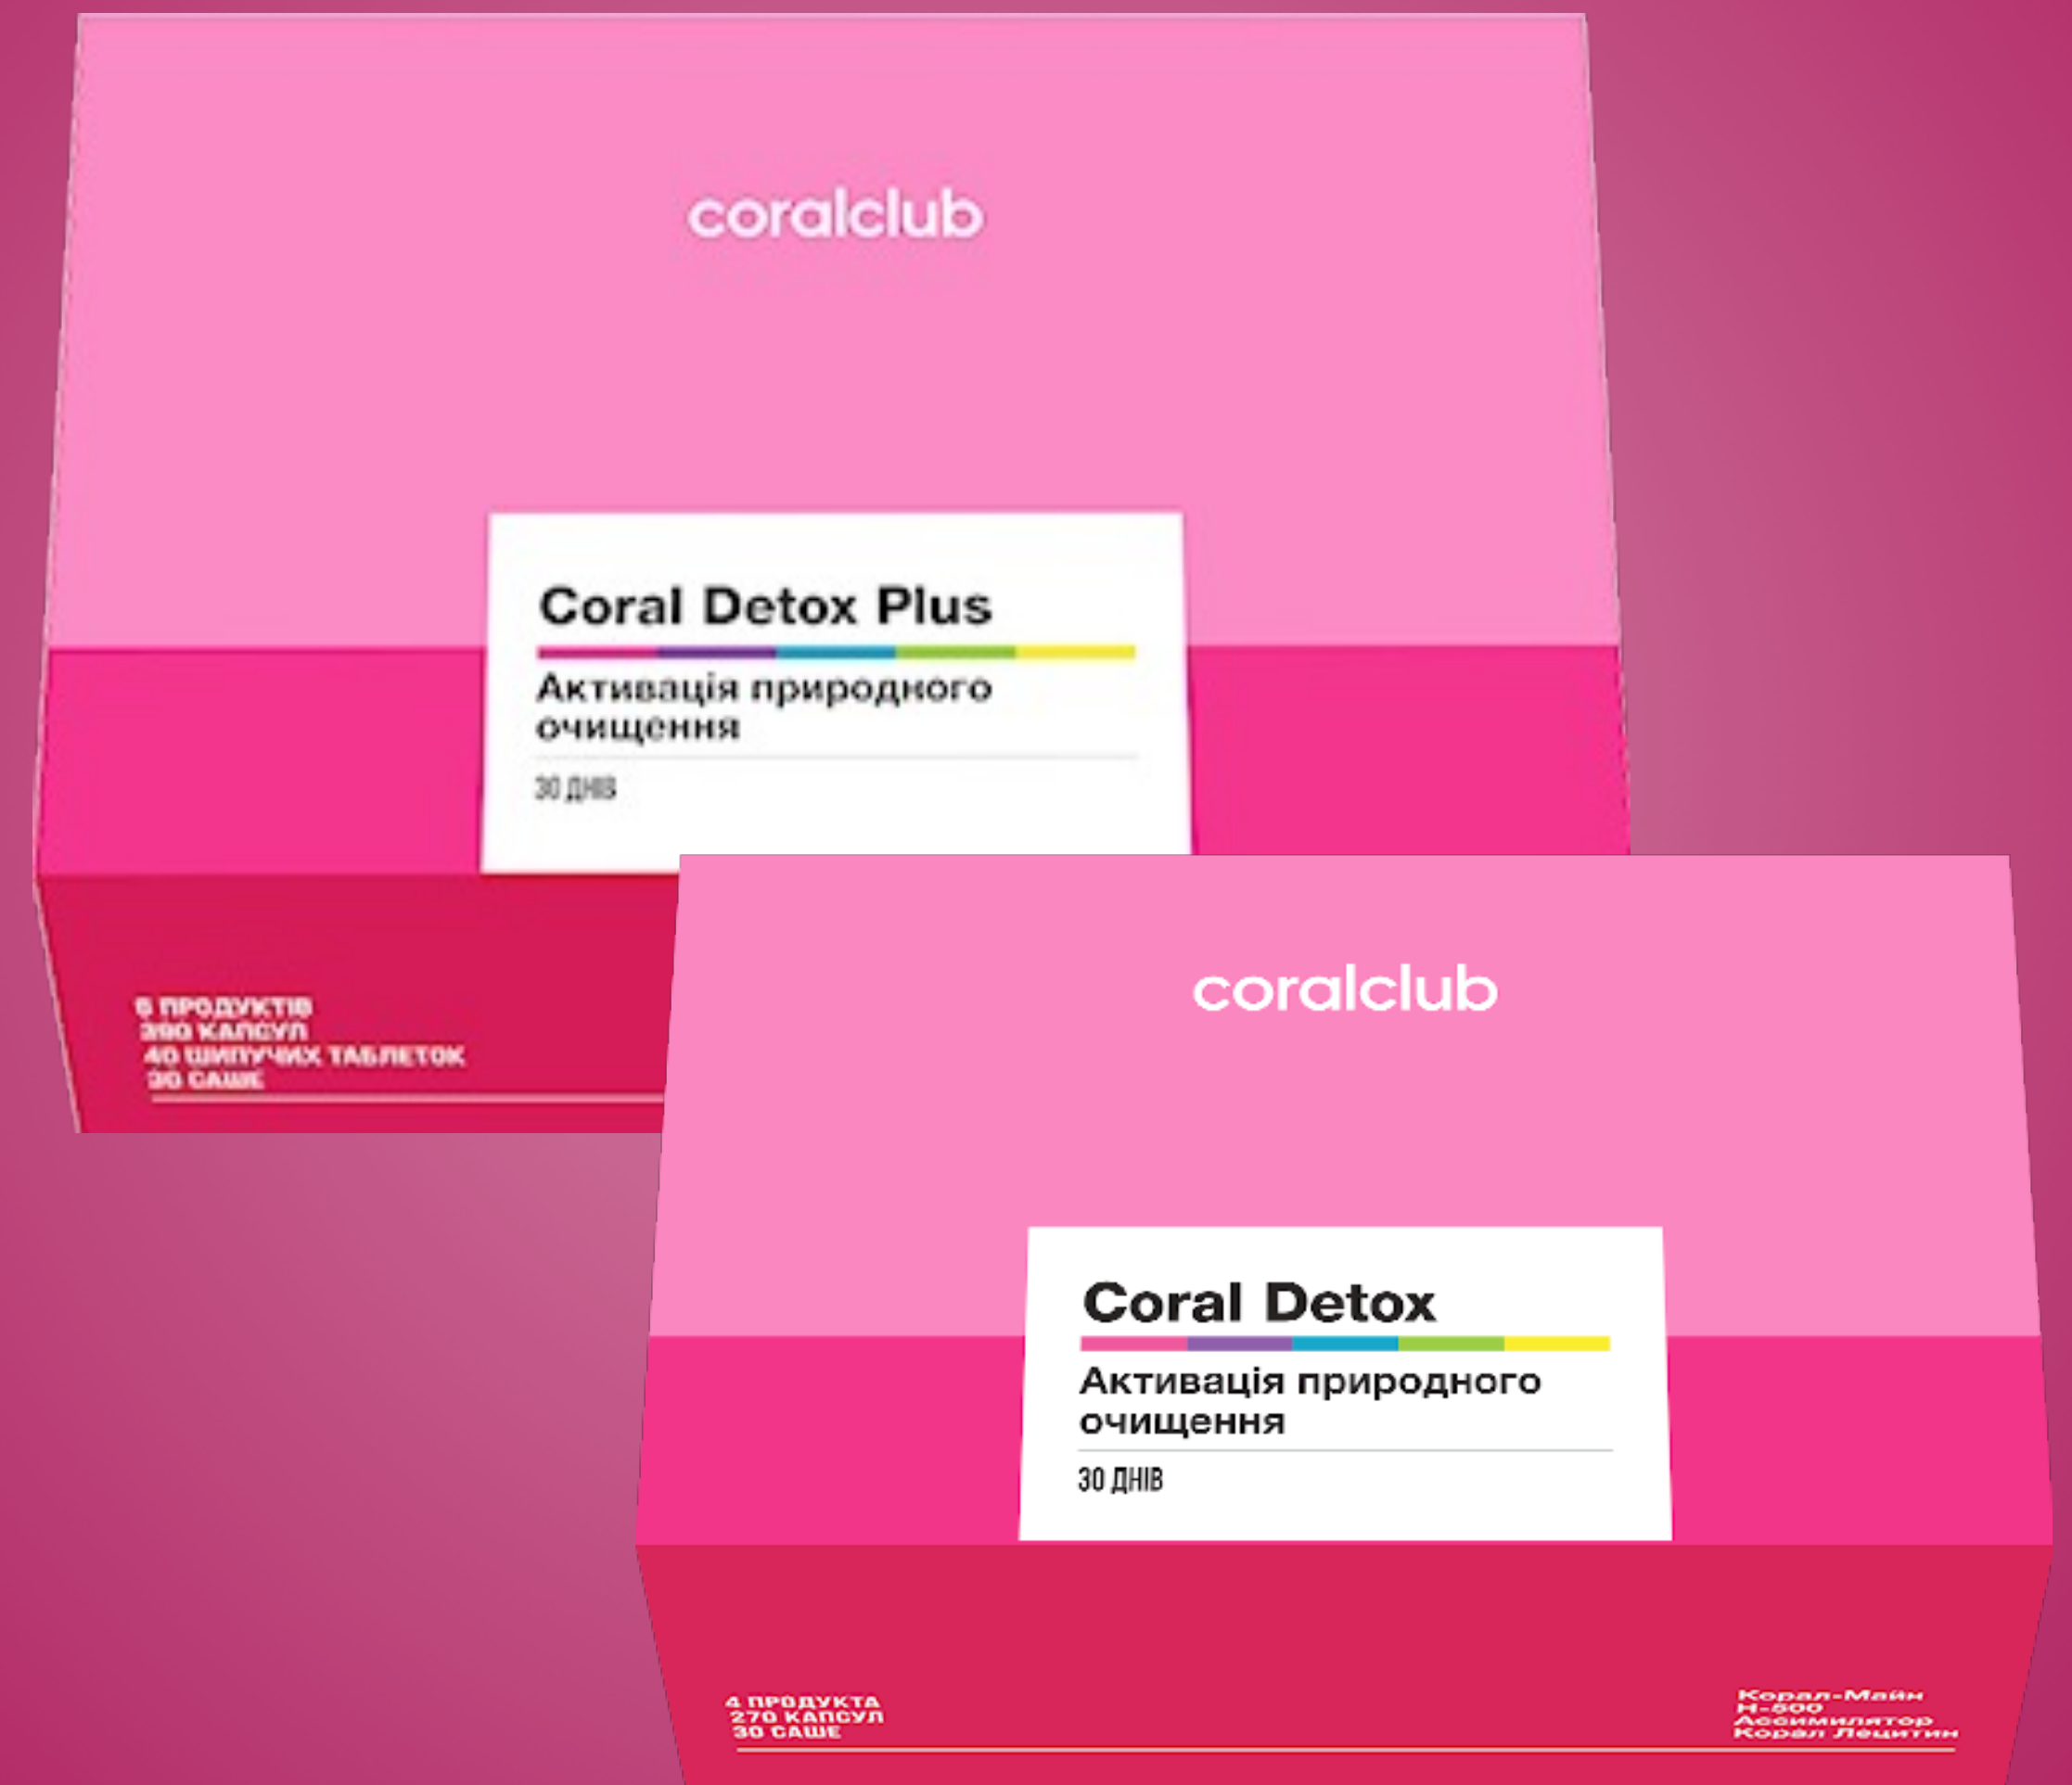 coralclub
Coral Detox Plus
Активація природного
очищення
30 ДНІВ
6 ПРОДУКТІВ
390 КАПСУЛ
40 ШИПУЧИХ ТАБЛЕТОК
30 САШЕ
coralclub
Coral Detox
Активація природного
очищення
30 ДНІВ
4 ПРОДУКТА
270 КАПСУЛ
30 САШЕ
Корал-Майн
H-500
Ассимилятор
Корал Лецитин